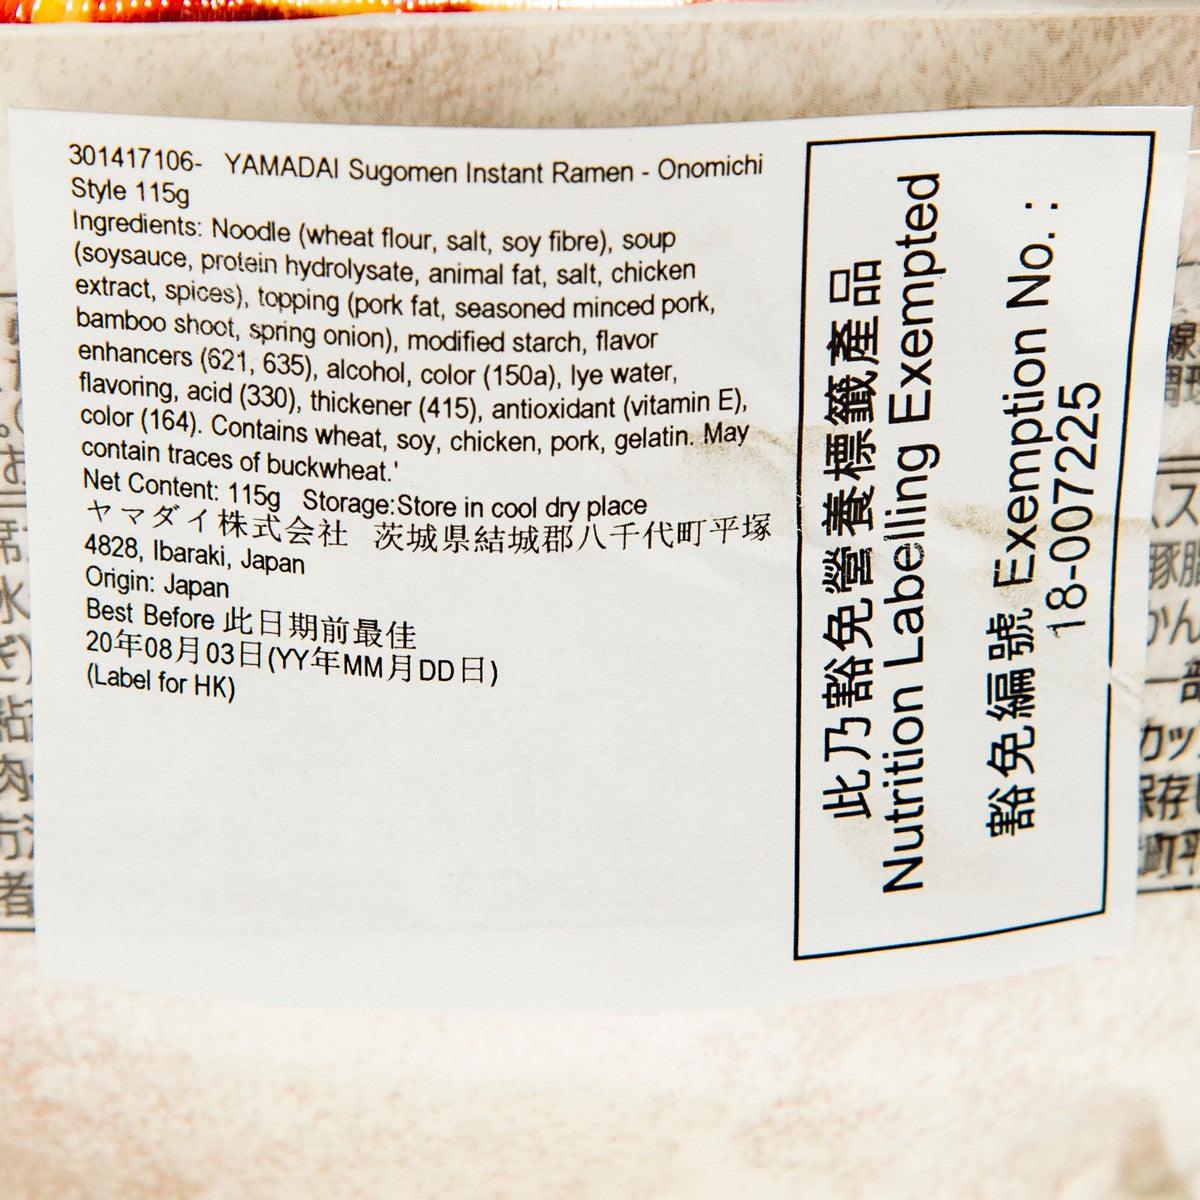 301417106- YAMADAI Sugomen Instant Ramen - Onomichi
Style 115g
Ingredients: Noodle (wheat flour, salt, soy fibre), soup
(soysauce, protein hydrolysate, animal fat, salt, chicken
extract, spices), topping (pork fat, seasoned minced pork,
bamboo shoot, spring onion), modified starch, flavor
enhancers (621, 635), alcohol, color (150a), lye water,
flavoring, acid (330), thickener (415), antioxidant (vitamin E),
color (164). Contains wheat, soy, chicken, pork, gelatin. May
contain traces of buckwheat.'
Net Content: 115g Storage:Store in cool dry place
ヤマダイ株式会社 茨城県結城郡八千代町平塚
4828, Ibaraki, Japan
Origin: Japan
Best Before 此日期前最佳
20年08月03日(YY年MM月DD日)
(Label for HK)
此乃豁免營養標籤產品
Nutrition Labelling Exempted
豁免編號 Exemption No. :
18-007225